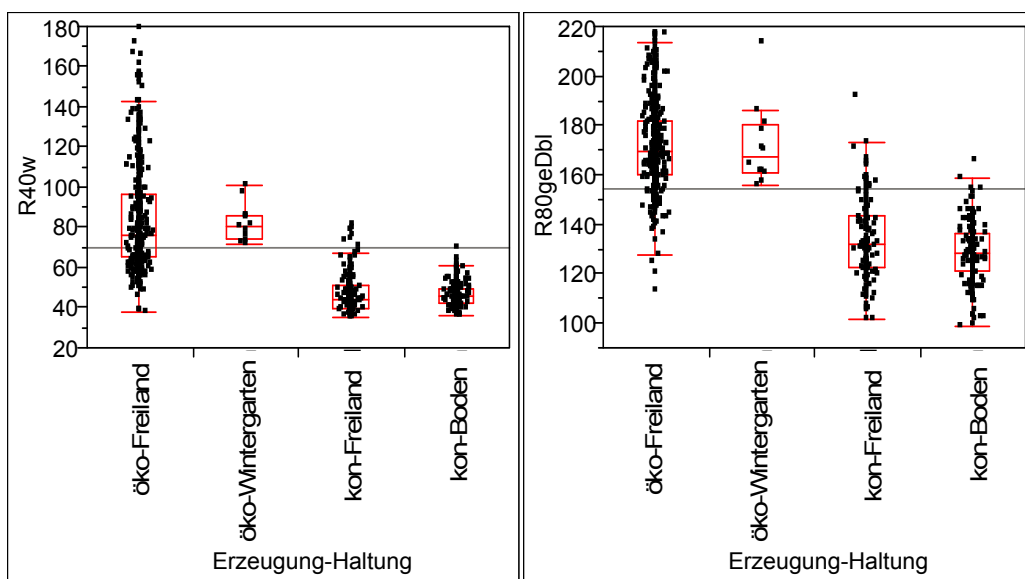 R40w
180
160
140
120
100
80
60
40
20
öko-Freiland
öko-Wintergarten
kon-Freiland
kon-Boden
Erzeugung-Haltung
R80geDbl
220
200
180
160
140
120
100
öko-Freiland
öko-Wintergarten
kon-Freiland
kon-Boden
Erzeugung-Haltung